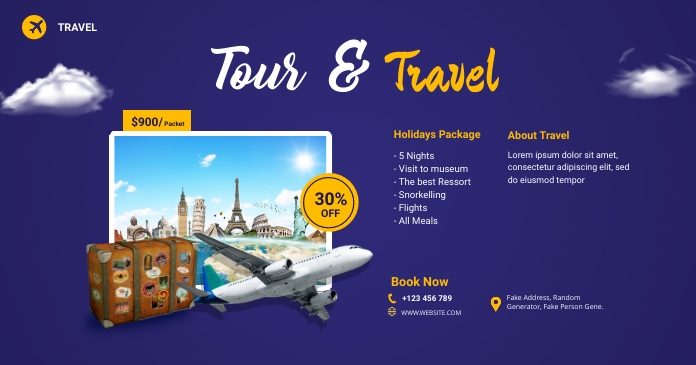 TRAVEL
Tour & Travel
$900/ Packet
30%
OFF
Holidays Package
- 5 Nights
- Visit to museum
- The best Ressort
- Snorkelling
- Flights
- All Meals
About Travel
Lorem ipsum dolor sit amet,
consectetur adipiscing elit, sed
do eiusmod tempor
Book Now
+123 456 789
WWW.WEBSITE.COM
Fake Address, Random
Generator, Fake Person Gene.